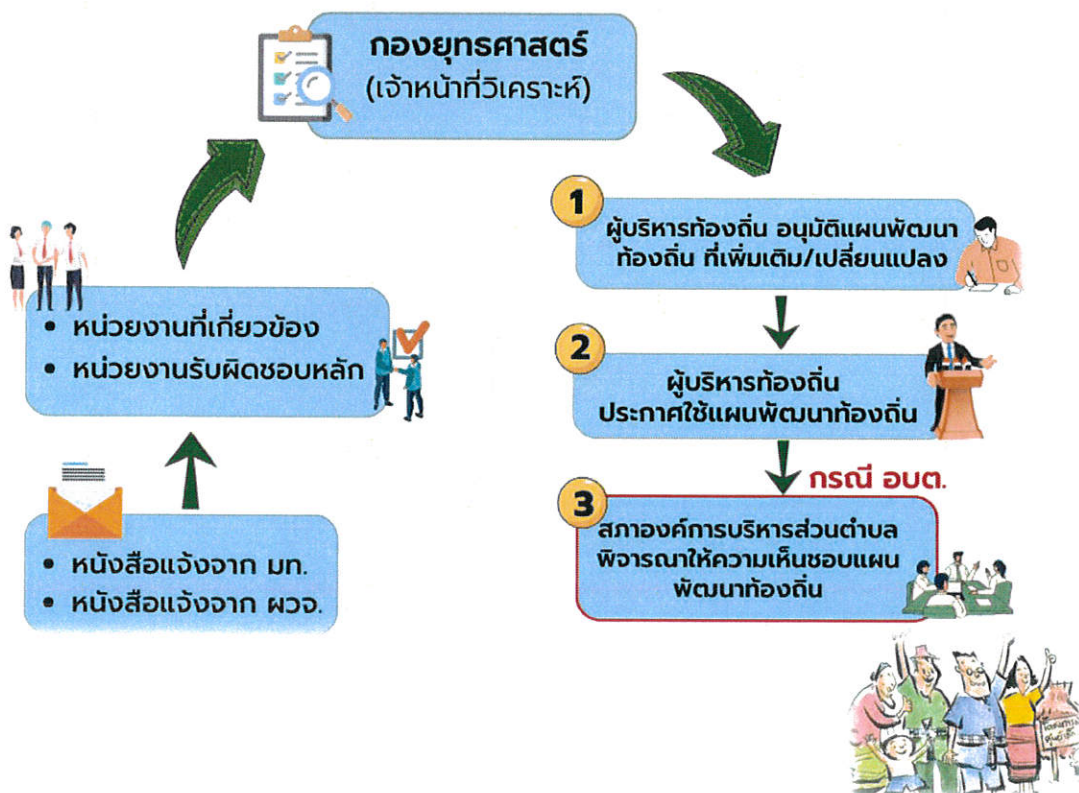 กองยุทธศาสตร์
(เจ้าหน้าที่วิเคราะห์)
1
ผู้บริหารท้องถิ่น อนุมัติแผนพัฒนา
ท้องถิ่น ที่เพิ่มเติม/เปลี่ยนแปลง
• หน่วยงานที่เกี่ยวข้อง
• หน่วยงานรับผิดชอบหลัก
2
ผู้บริหารท้องถิ่น
ประกาศใช้แผนพัฒนาท้องถิ่น
กรณี อบต.
3
สภาองค์การบริหารส่วนตำบล
พิจารณาให้ความเห็นชอบแผน
พัฒนาท้องถิ่น
• หนังสือแจ้งจาก มท.
• หนังสือแจ้งจาก ผวจ.